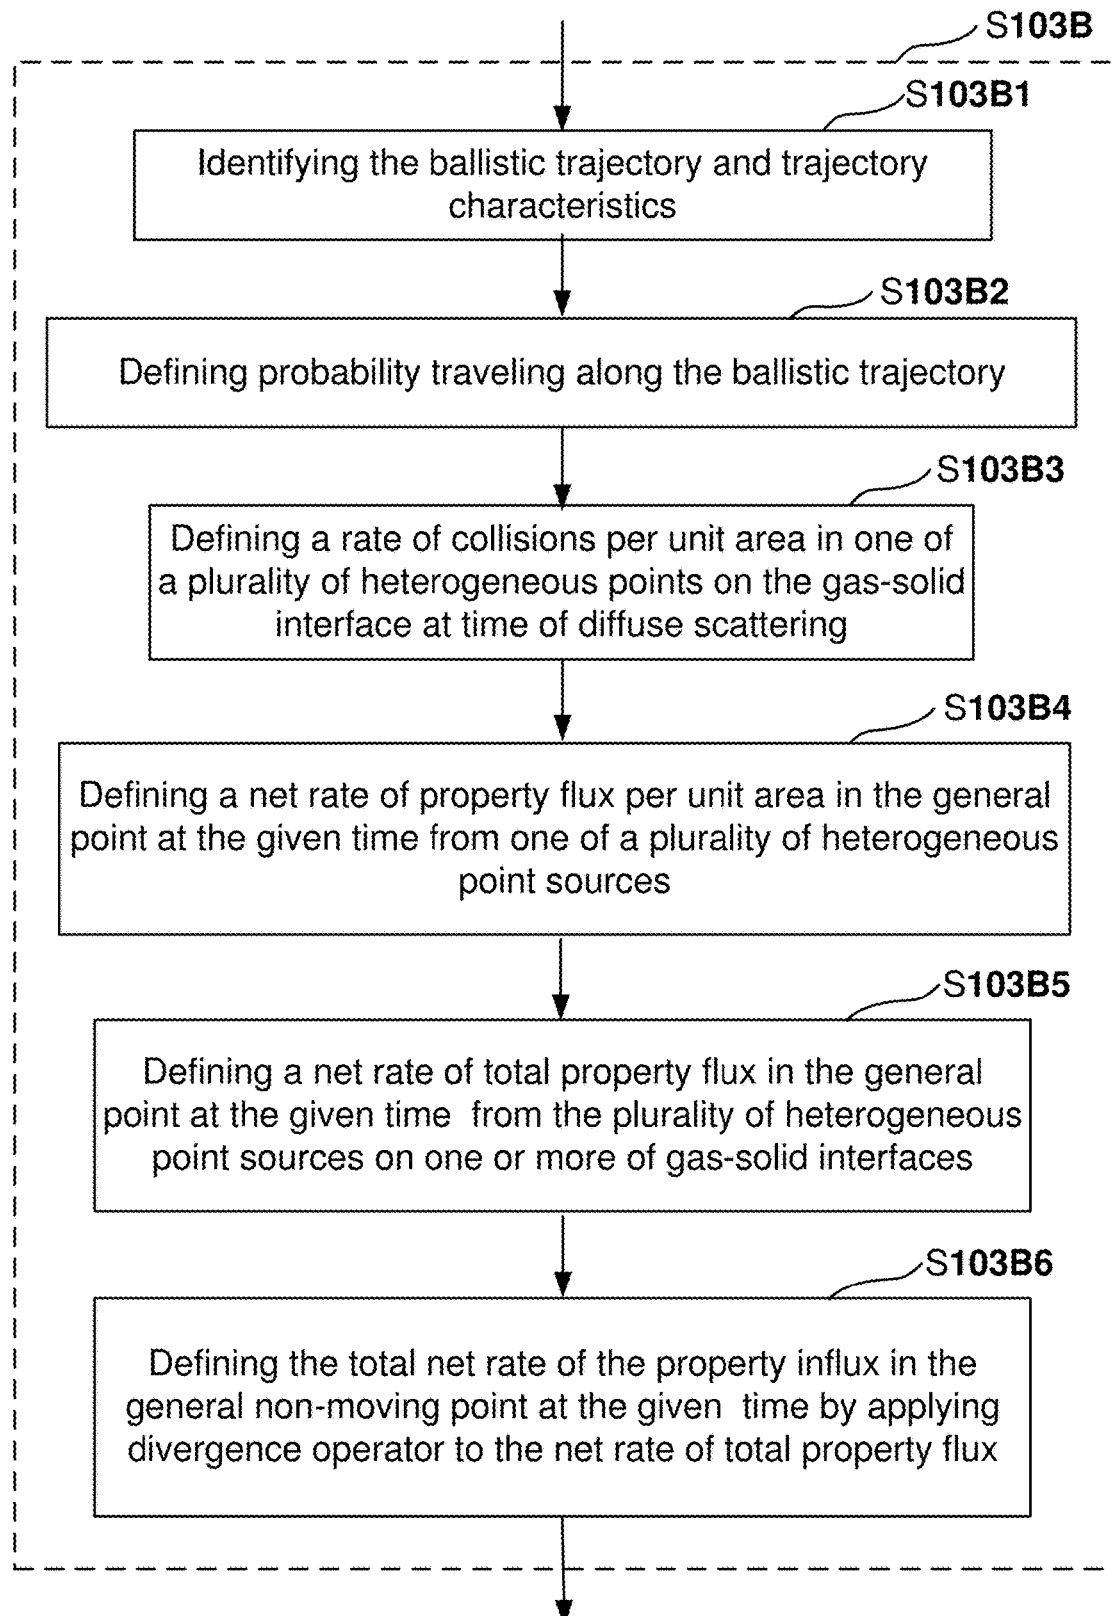 S103B
S103B1
Identifying the ballistic trajectory and trajectory
characteristics
S103B2
Defining probability traveling along the ballistic trajectory
S103B3
Defining a rate of collisions per unit area in one of
a plurality of heterogeneous points on the gas-solid
interface at time of diffuse scattering
S103B4
Defining a net rate of property flux per unit area in the general
point at the given time from one of a plurality of heterogeneous
point sources
S103B5
Defining a net rate of total property flux in the general
point at the given time from the plurality of heterogeneous
point sources on one or more of gas-solid interfaces
S103B6
Defining the total net rate of the property influx in the
general non-moving point at the given time by applying
divergence operator to the net rate of total property flux